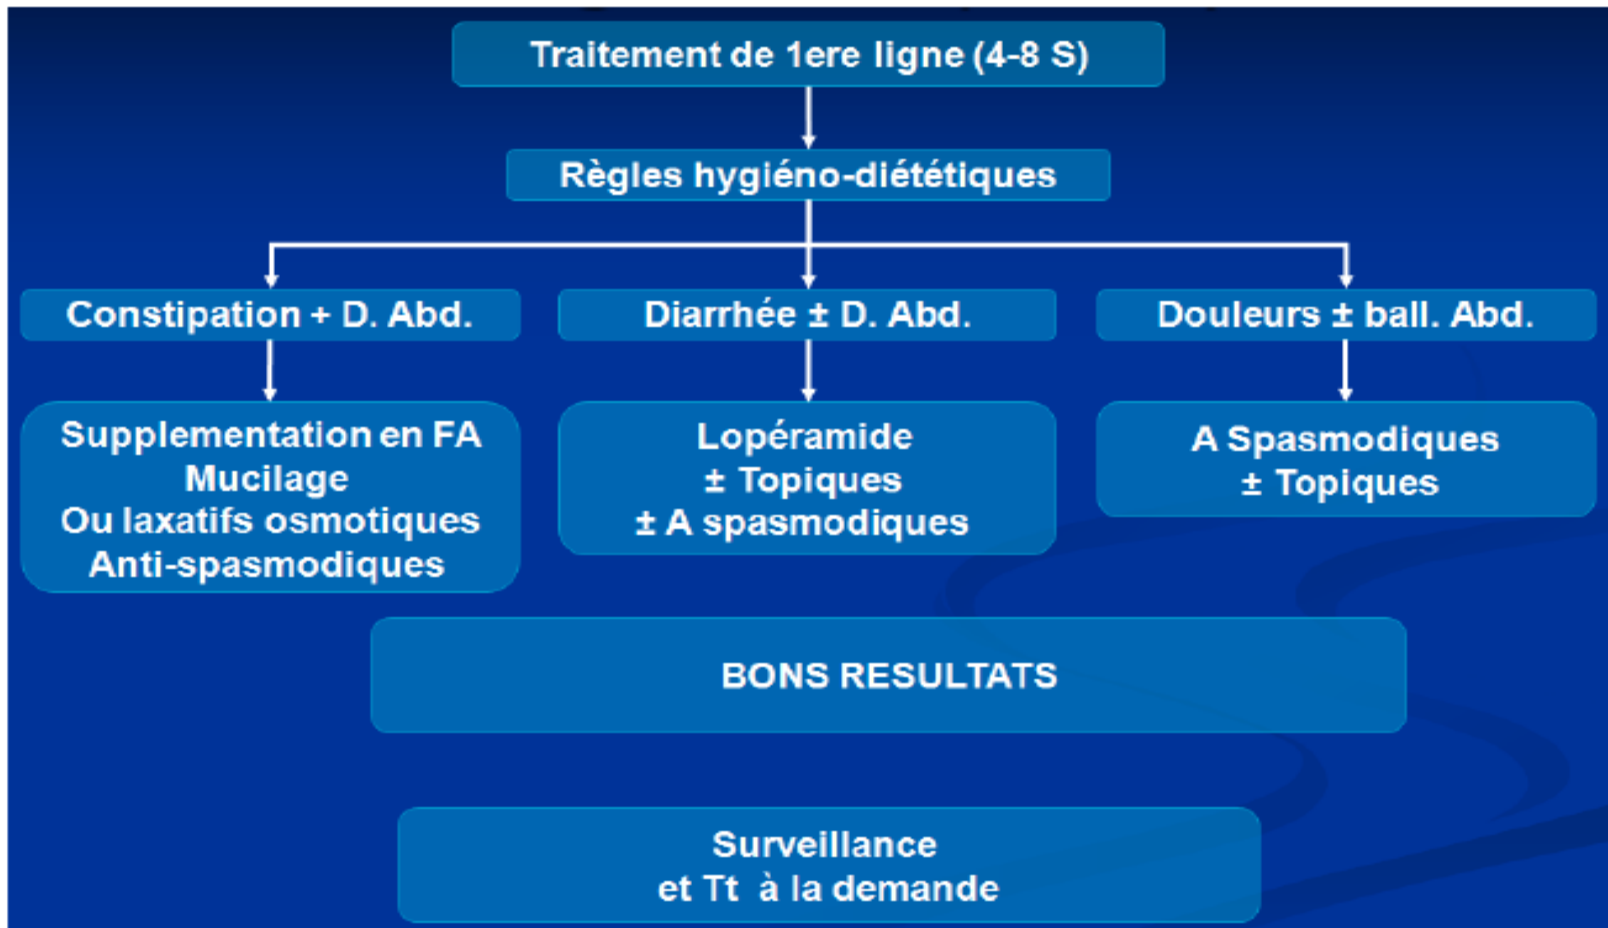 Traitement de 1ere ligne (4-8 S)
Règles hygiéno-diététiques
Constipation + D. Abd.
Diarrhée ± D. Abd.
Douleurs ± ball. Abd.
Supplementation en FA
Mucilage
Ou laxatifs osmotiques
Anti-spasmodiques
Lopéramide
± Topiques
± A spasmodiques
A Spasmodiques
± Topiques
BONS RESULTATS
Surveillance
et Tt à la demande